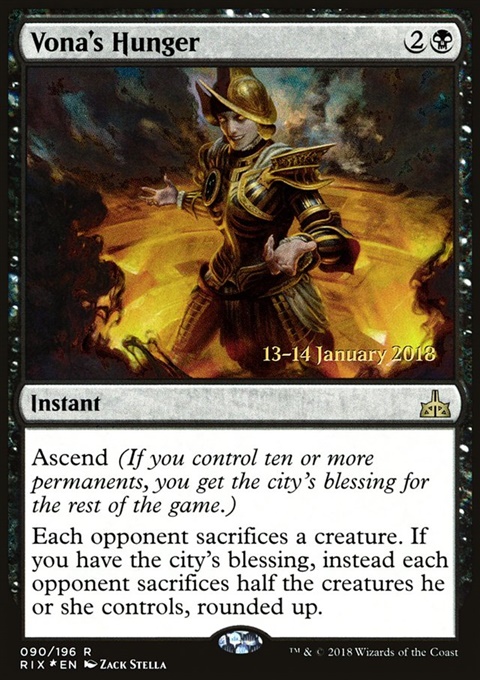 Vona's Hunger 2
13–14 January 2018
Instant
Ascend (If you control ten or more
permanents, you get the city's blessing for
the rest of the game.)
Each opponent sacrifices a creature. If
you have the city's blessing, instead each
opponent sacrifices half the creatures he
or she controls, rounded up.
090/196 R
RIX★EN Zack Stella
™ & © 2018 Wizards of the Coast